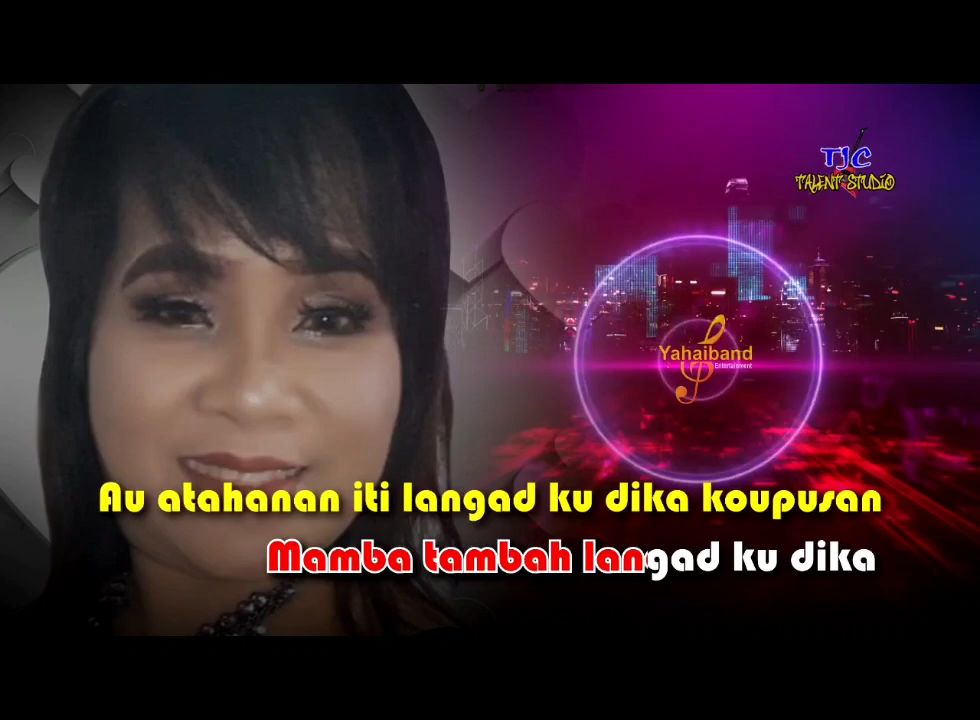 TJC
TALENT STUDIO
Yahaiband
Entertainment
Au atahanan iti langad ku dika koupusan
Mamba tambah langad ku dika